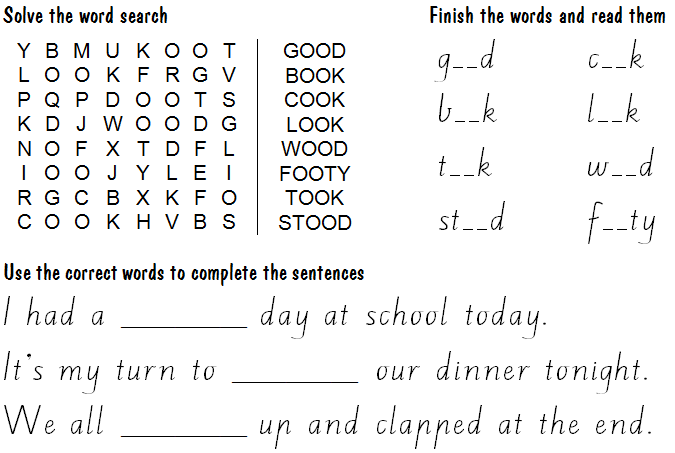 Solve the word search
Y B M U K O O T
L O O K F R G V
P Q P D O O T S
K D J W O O D G
N O F X T D F L
I O O J Y L E I
R G C B X K F O
C O O K H V B S
GOOD
BOOK
COOK
LOOK
WOOD
FOOTY
TOOK
STOOD
Finish the words and read them
g__d c__k
b__k l__k
t__k w__d
st__d f__ty
Use the correct words to complete the sentences
I had a ________ day at school today.
It's my turn to ________ our dinner tonight.
We all ________ up and clapped at the end.